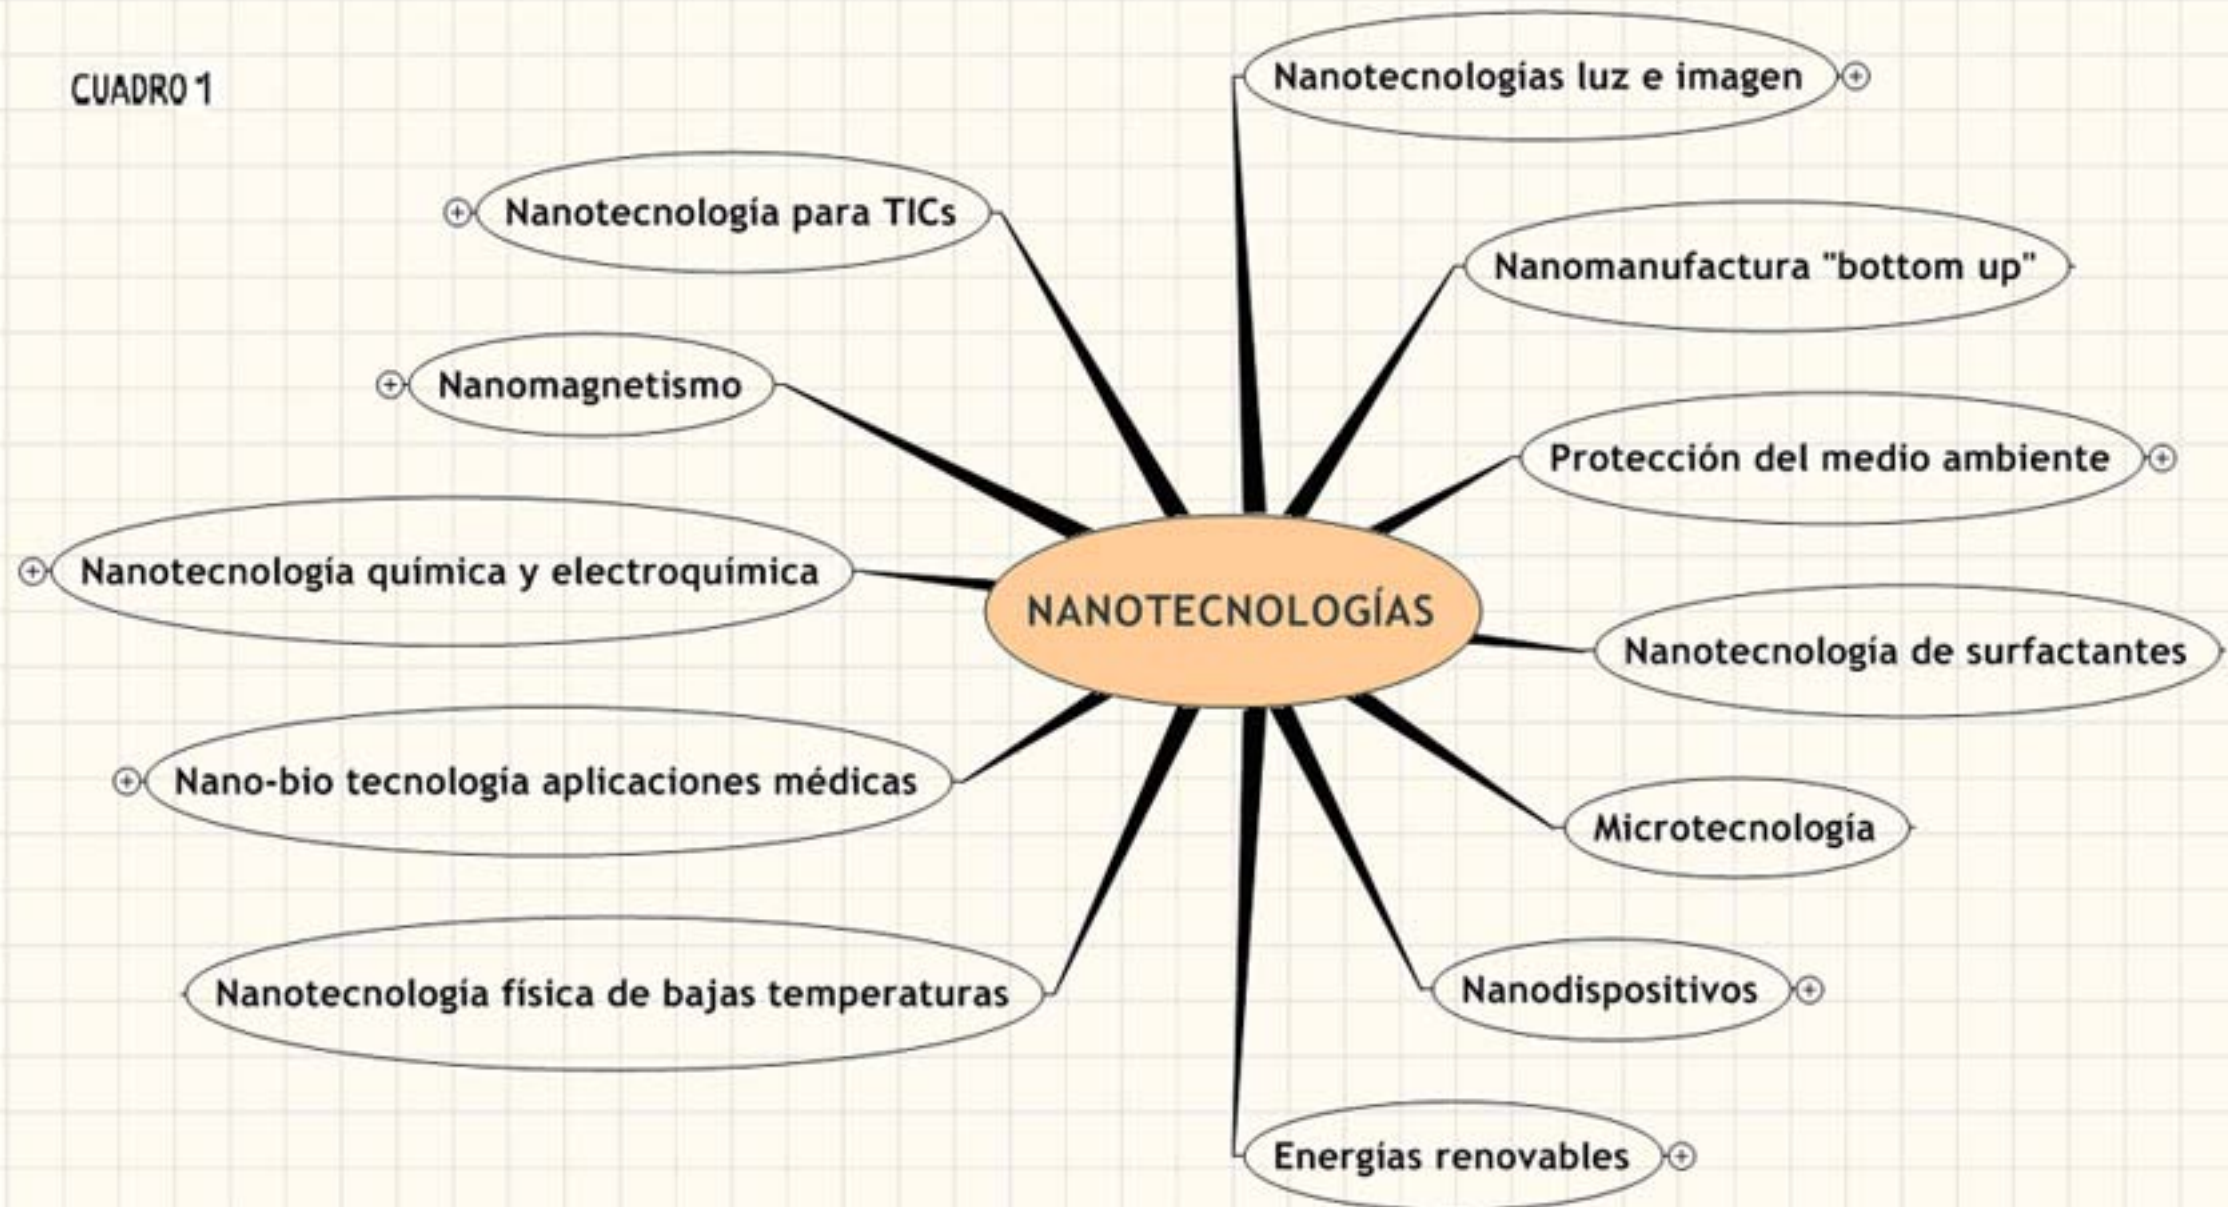 CUADRO 1
Nanotecnologías luz e imagen
Nanotecnología para TICs
Nanomanufactura "bottom up"
Nanomagnetismo
Protección del medio ambiente
Nanotecnología química y electroquímica
NANOTECNOLOGÍAS
Nanotecnología de surfactantes
Nano-bio tecnología aplicaciones médicas
Microtecnología
Nanotecnología física de bajas temperaturas
Nanodispositivos
Energías renovables